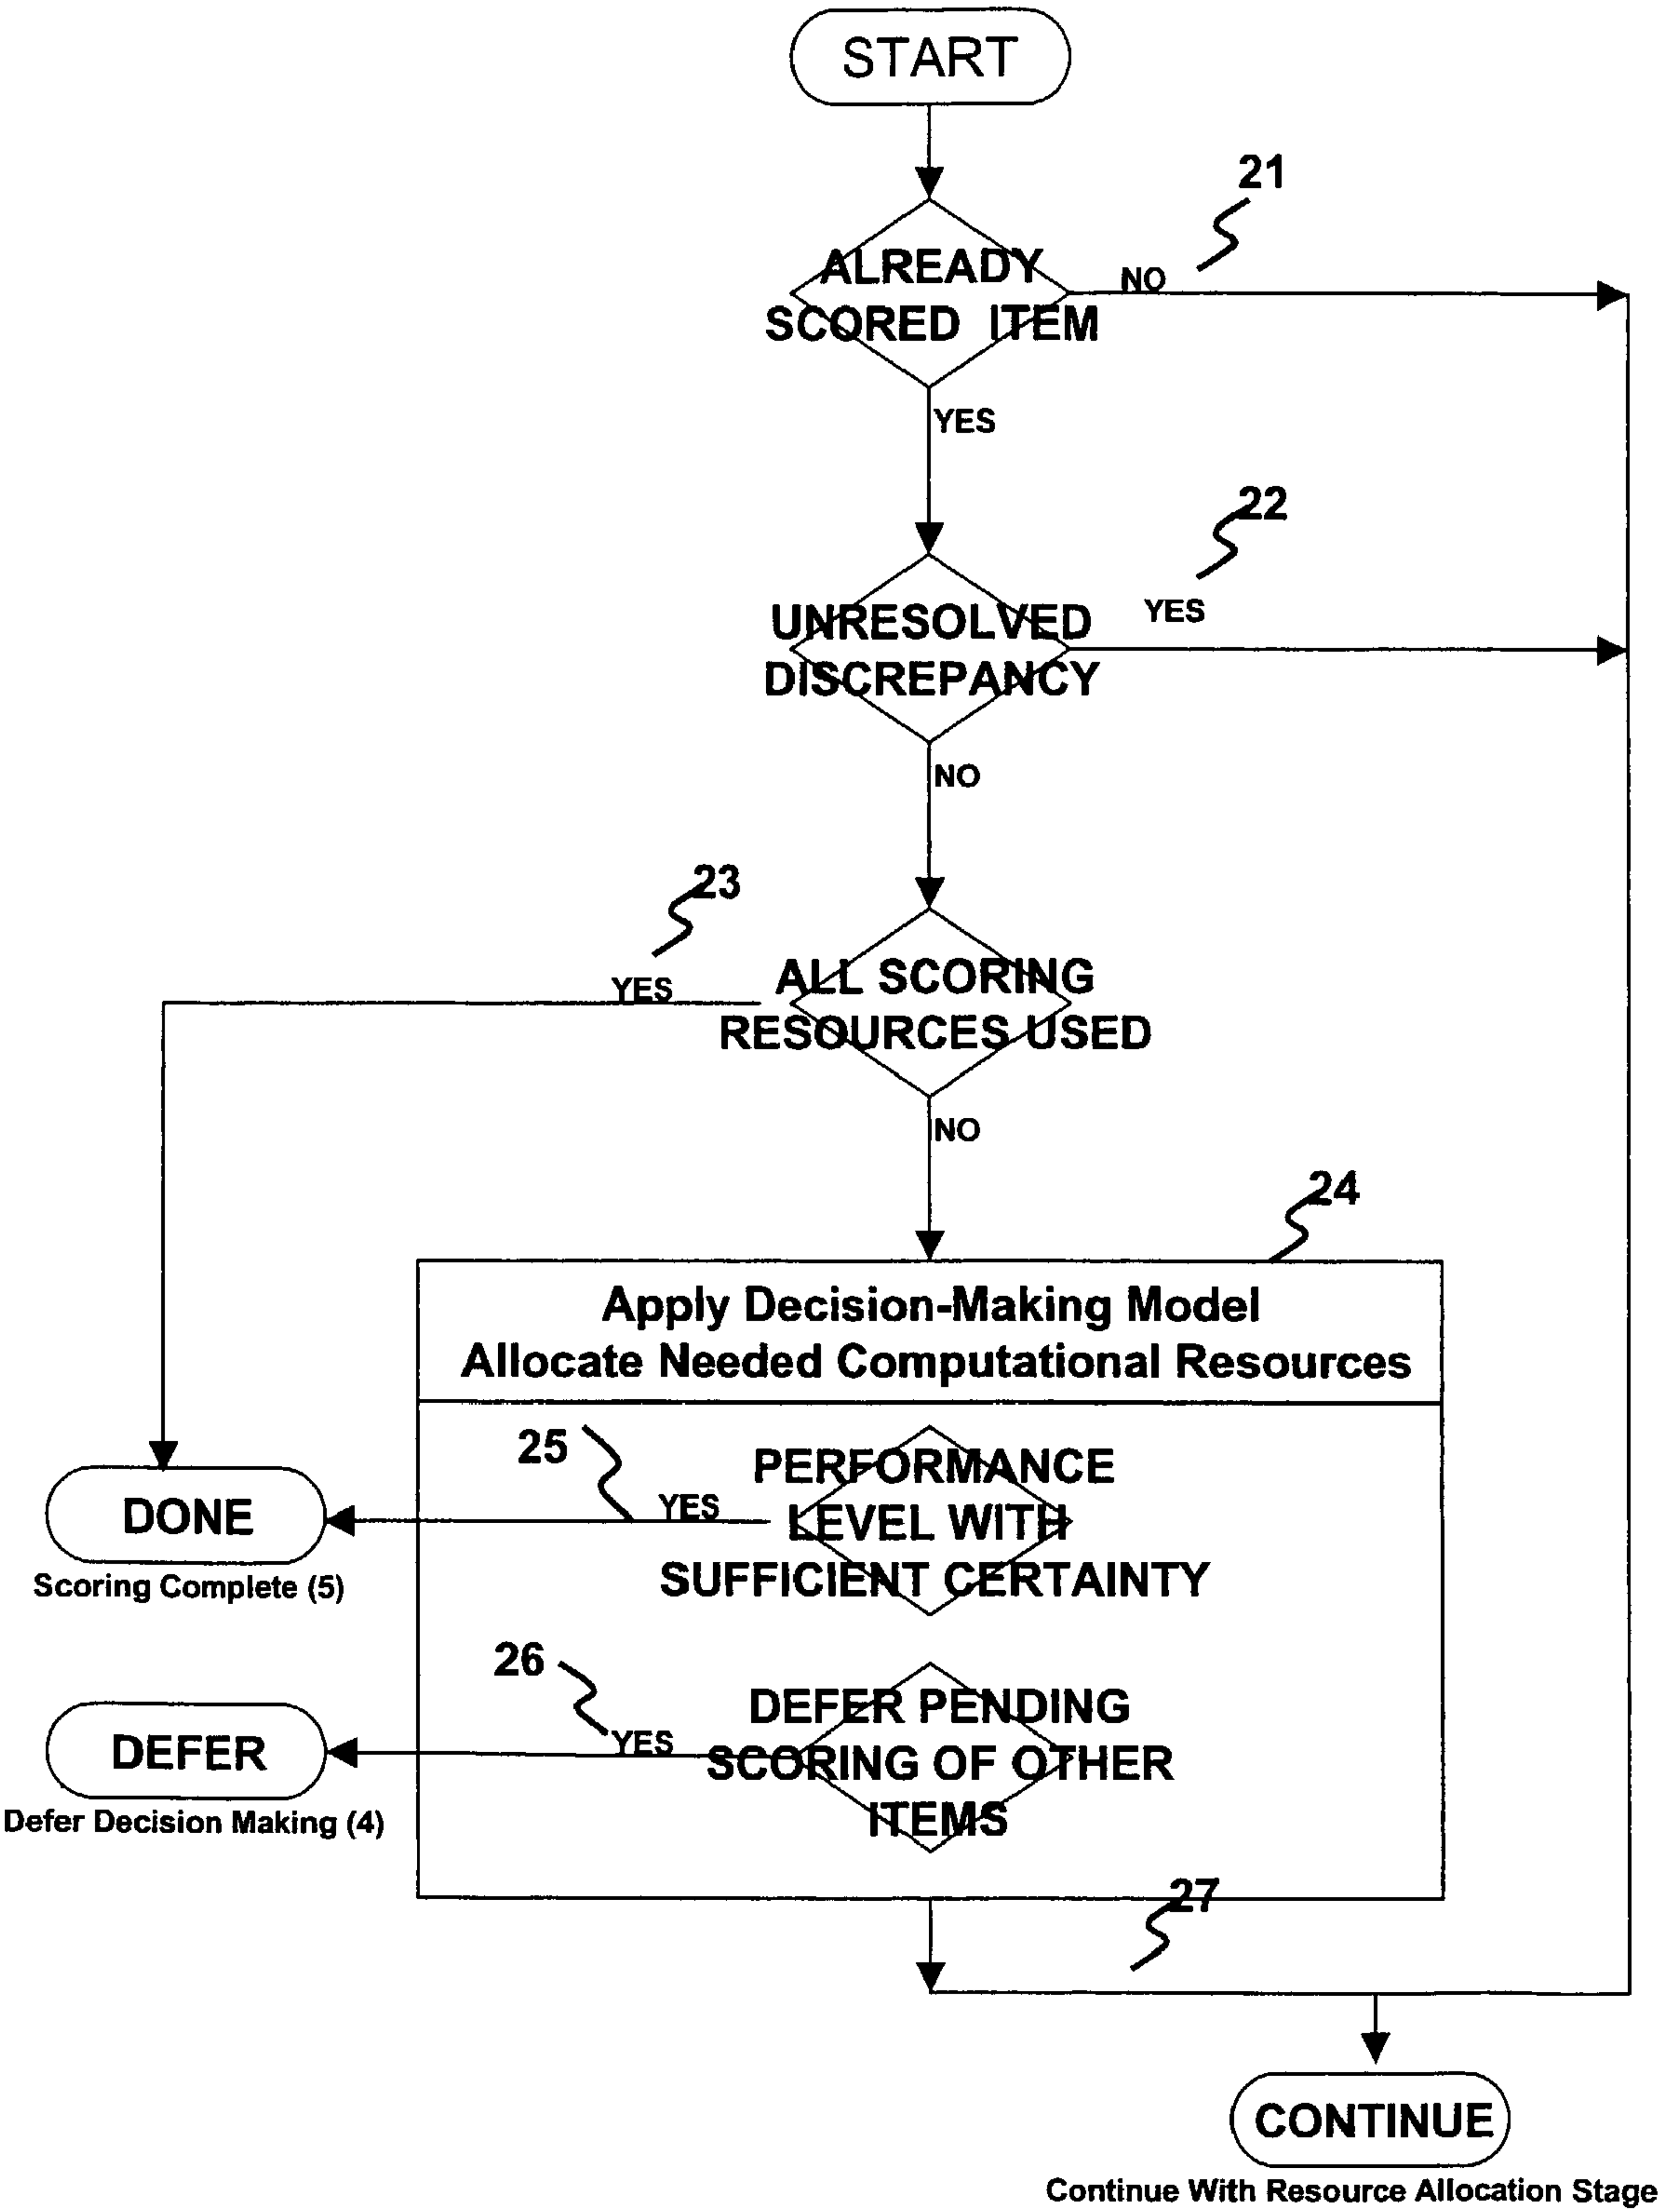 START
21
ALREADY
NO
SCORED ITEM
YES
22
YES
UNRESOLVED
DISCREPANCY
NO
23
ALL SCORING
YES
RESOURCES USED
NO
24
Apply Decision-Making Model
Allocate Needed Computational Resources
25
PERFORMANCE
YES
LEVEL WITH
SUFFICIENT CERTAINTY
DONE
Scoring Complete (5)
26
DEFER PENDING
YES
SCORING OF OTHER
ITEMS
DEFER
Defer Decision Making (4)
27
CONTINUE
Continue With Resource Allocation Stage